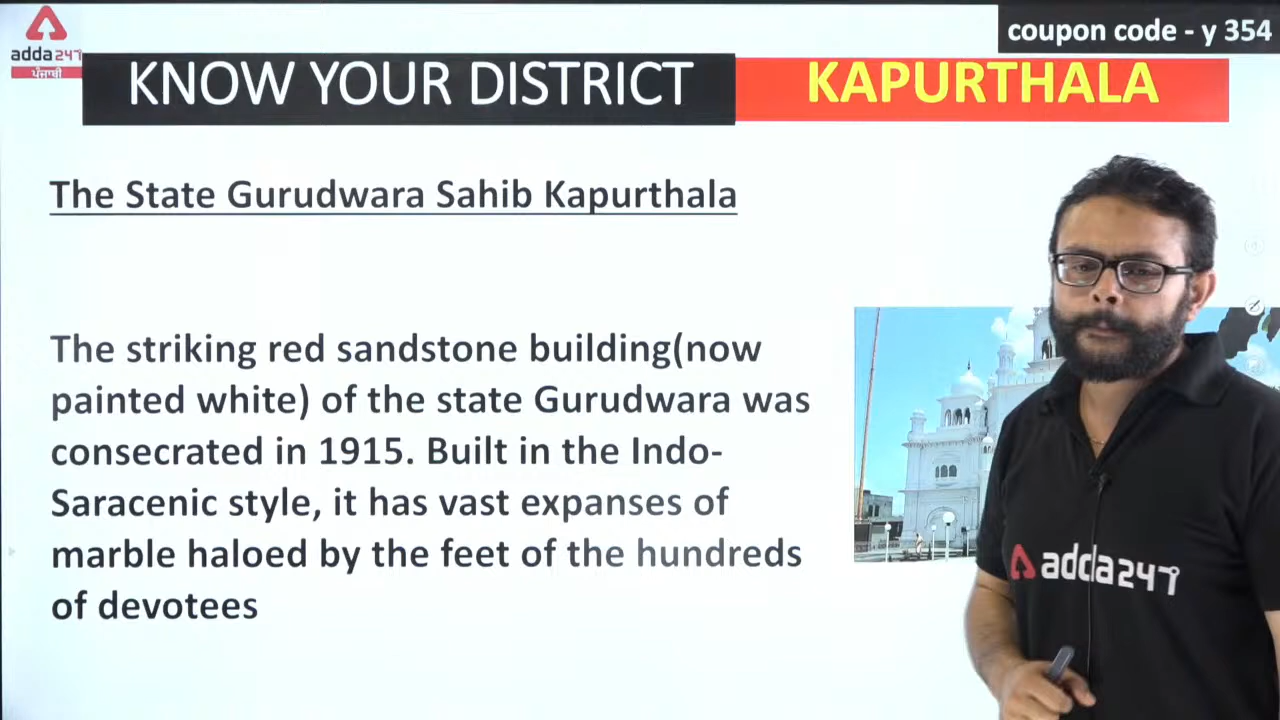 adda247
ਪੰਜਾਬੀ
coupon code - y 354
KNOW YOUR DISTRICT
KAPURTHALA
The State Gurudwara Sahib Kapurthala
The striking red sandstone building(now
painted white) of the state Gurudwara was
consecrated in 1915. Built in the Indo-
Saracenic style, it has vast expanses of
marble haloed by the feet of the hundreds
of devotees
adda247